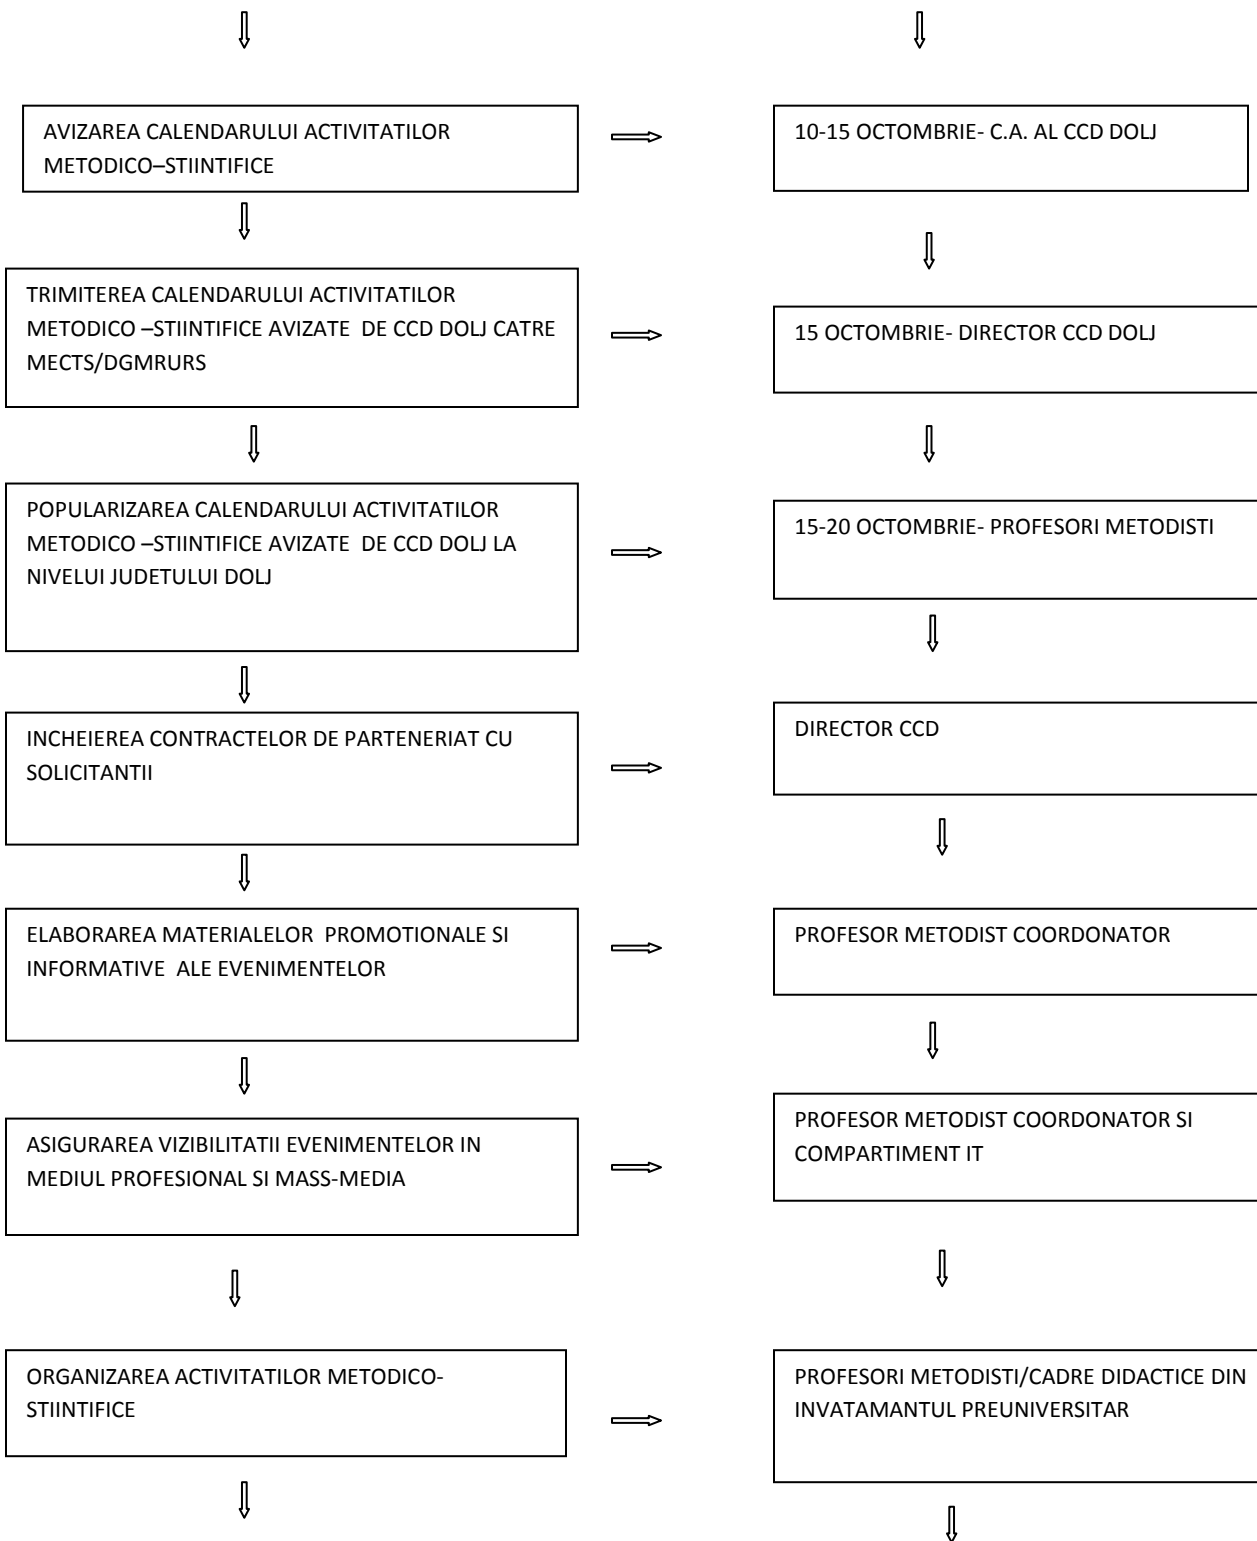 AVIZAREA CALENDARULUI ACTIVITATILOR
METODICO–STIINTIFICE
10-15 OCTOMBRIE- C.A. AL CCD DOLJ
TRIMITEREA CALENDARULUI ACTIVITATILOR
METODICO –STIINTIFICE AVIZATE DE CCD DOLJ CATRE
MECTS/DGMRURS
15 OCTOMBRIE- DIRECTOR CCD DOLJ
POPULARIZAREA CALENDARULUI ACTIVITATILOR
METODICO –STIINTIFICE AVIZATE DE CCD DOLJ LA
NIVELUI JUDETULUI DOLJ
15-20 OCTOMBRIE- PROFESORI METODISTI
INCHEIEREA CONTRACTELOR DE PARTENERIAT CU
SOLICITANTII
DIRECTOR CCD
ELABORAREA MATERIALELOR PROMOTIONALE SI
INFORMATIVE ALE EVENIMENTELOR
PROFESOR METODIST COORDONATOR
ASIGURAREA VIZIBILITATII EVENIMENTELOR IN
MEDIUL PROFESIONAL SI MASS-MEDIA
PROFESOR METODIST COORDONATOR SI
COMPARTIMENT IT
ORGANIZAREA ACTIVITATILOR METODICO-
STIINTIFICE
PROFESORI METODISTI/CADRE DIDACTICE DIN
INVATAMANTUL PREUNIVERSITAR